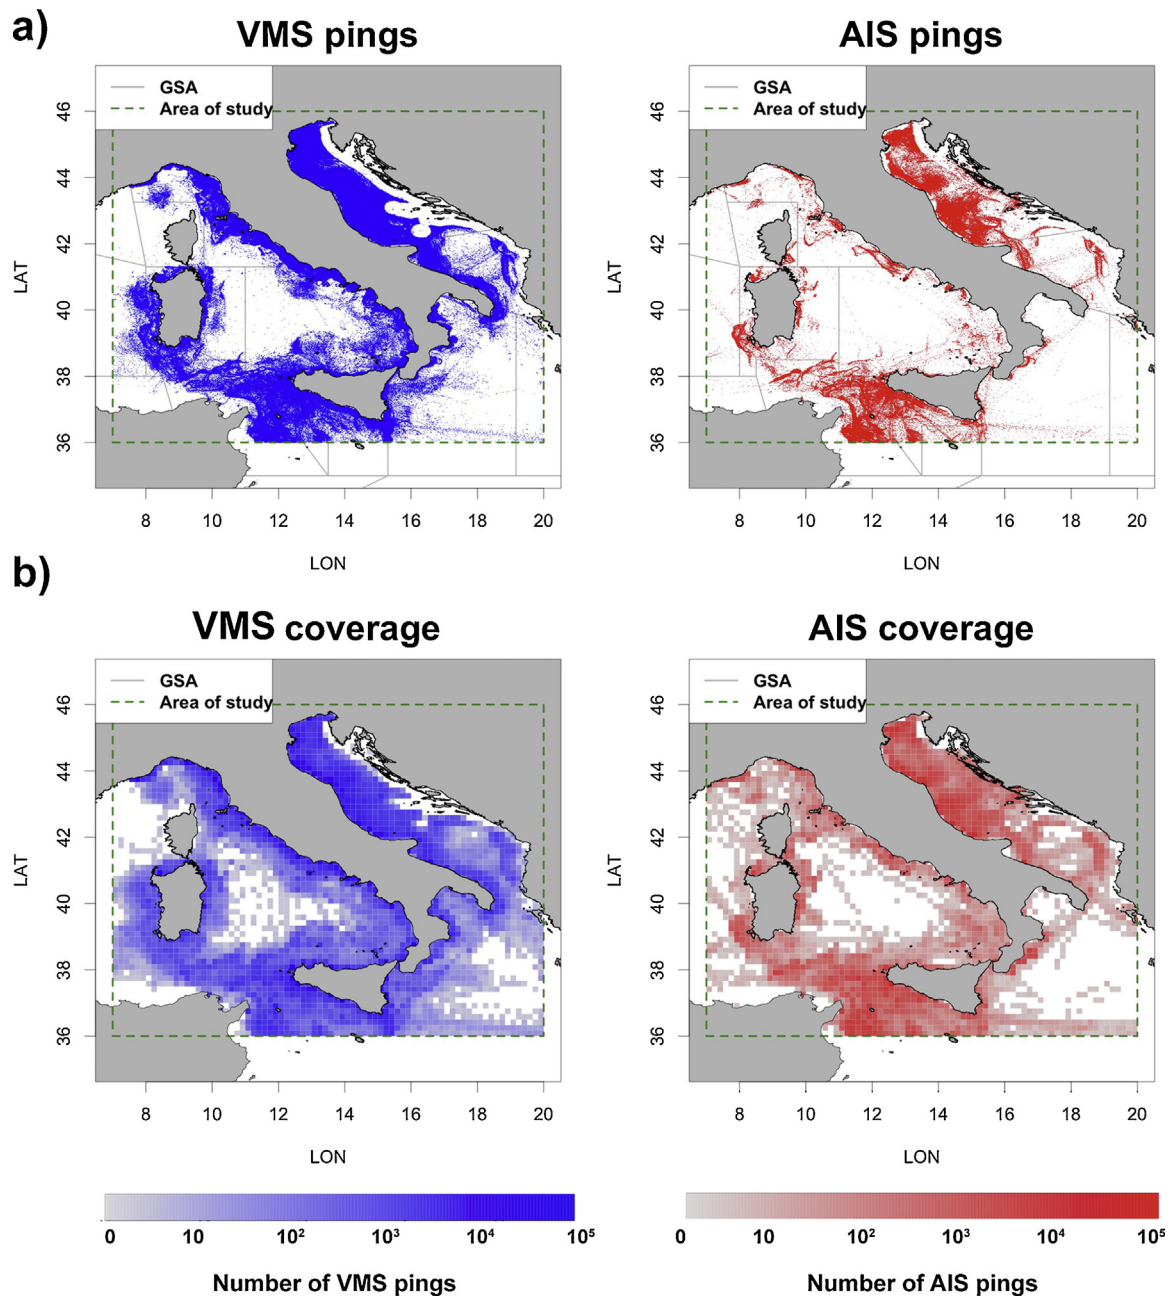 a)
VMS pings
AIS pings
GSA
Area of study
GSA
Area of study
LAT
46
44
42
40
38
36
LAT
46
44
42
40
38
36
8 10 12 14 16 18 20
8 10 12 14 16 18 20
LON
LON
b)
VMS coverage
AIS coverage
GSA
Area of study
GSA
Area of study
LAT
46
44
42
40
38
36
LAT
46
44
42
40
38
36
8 10 12 14 16 18 20
8 10 12 14 16 18 20
LON
LON
0 10 10² 10³ 10⁴ 10⁵
0 10 10² 10³ 10⁴ 10⁵
Number of VMS pings
Number of AIS pings